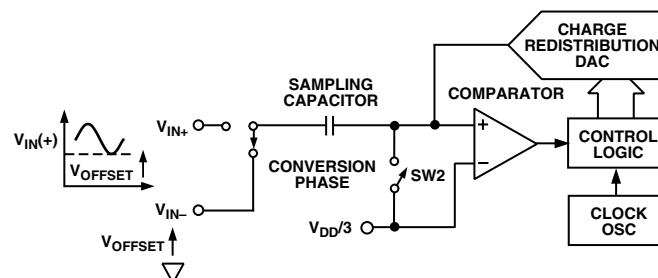 CHARGE
REDISTRIBUTION
DAC
SAMPLING
CAPACITOR
COMPARATOR
V_IN(+)
V_OFFSET
V_IN+
+
−
CONTROL
LOGIC
CONVERSION
PHASE
SW2
V_IN−
V_DD/3
CLOCK
OSC
V_OFFSET